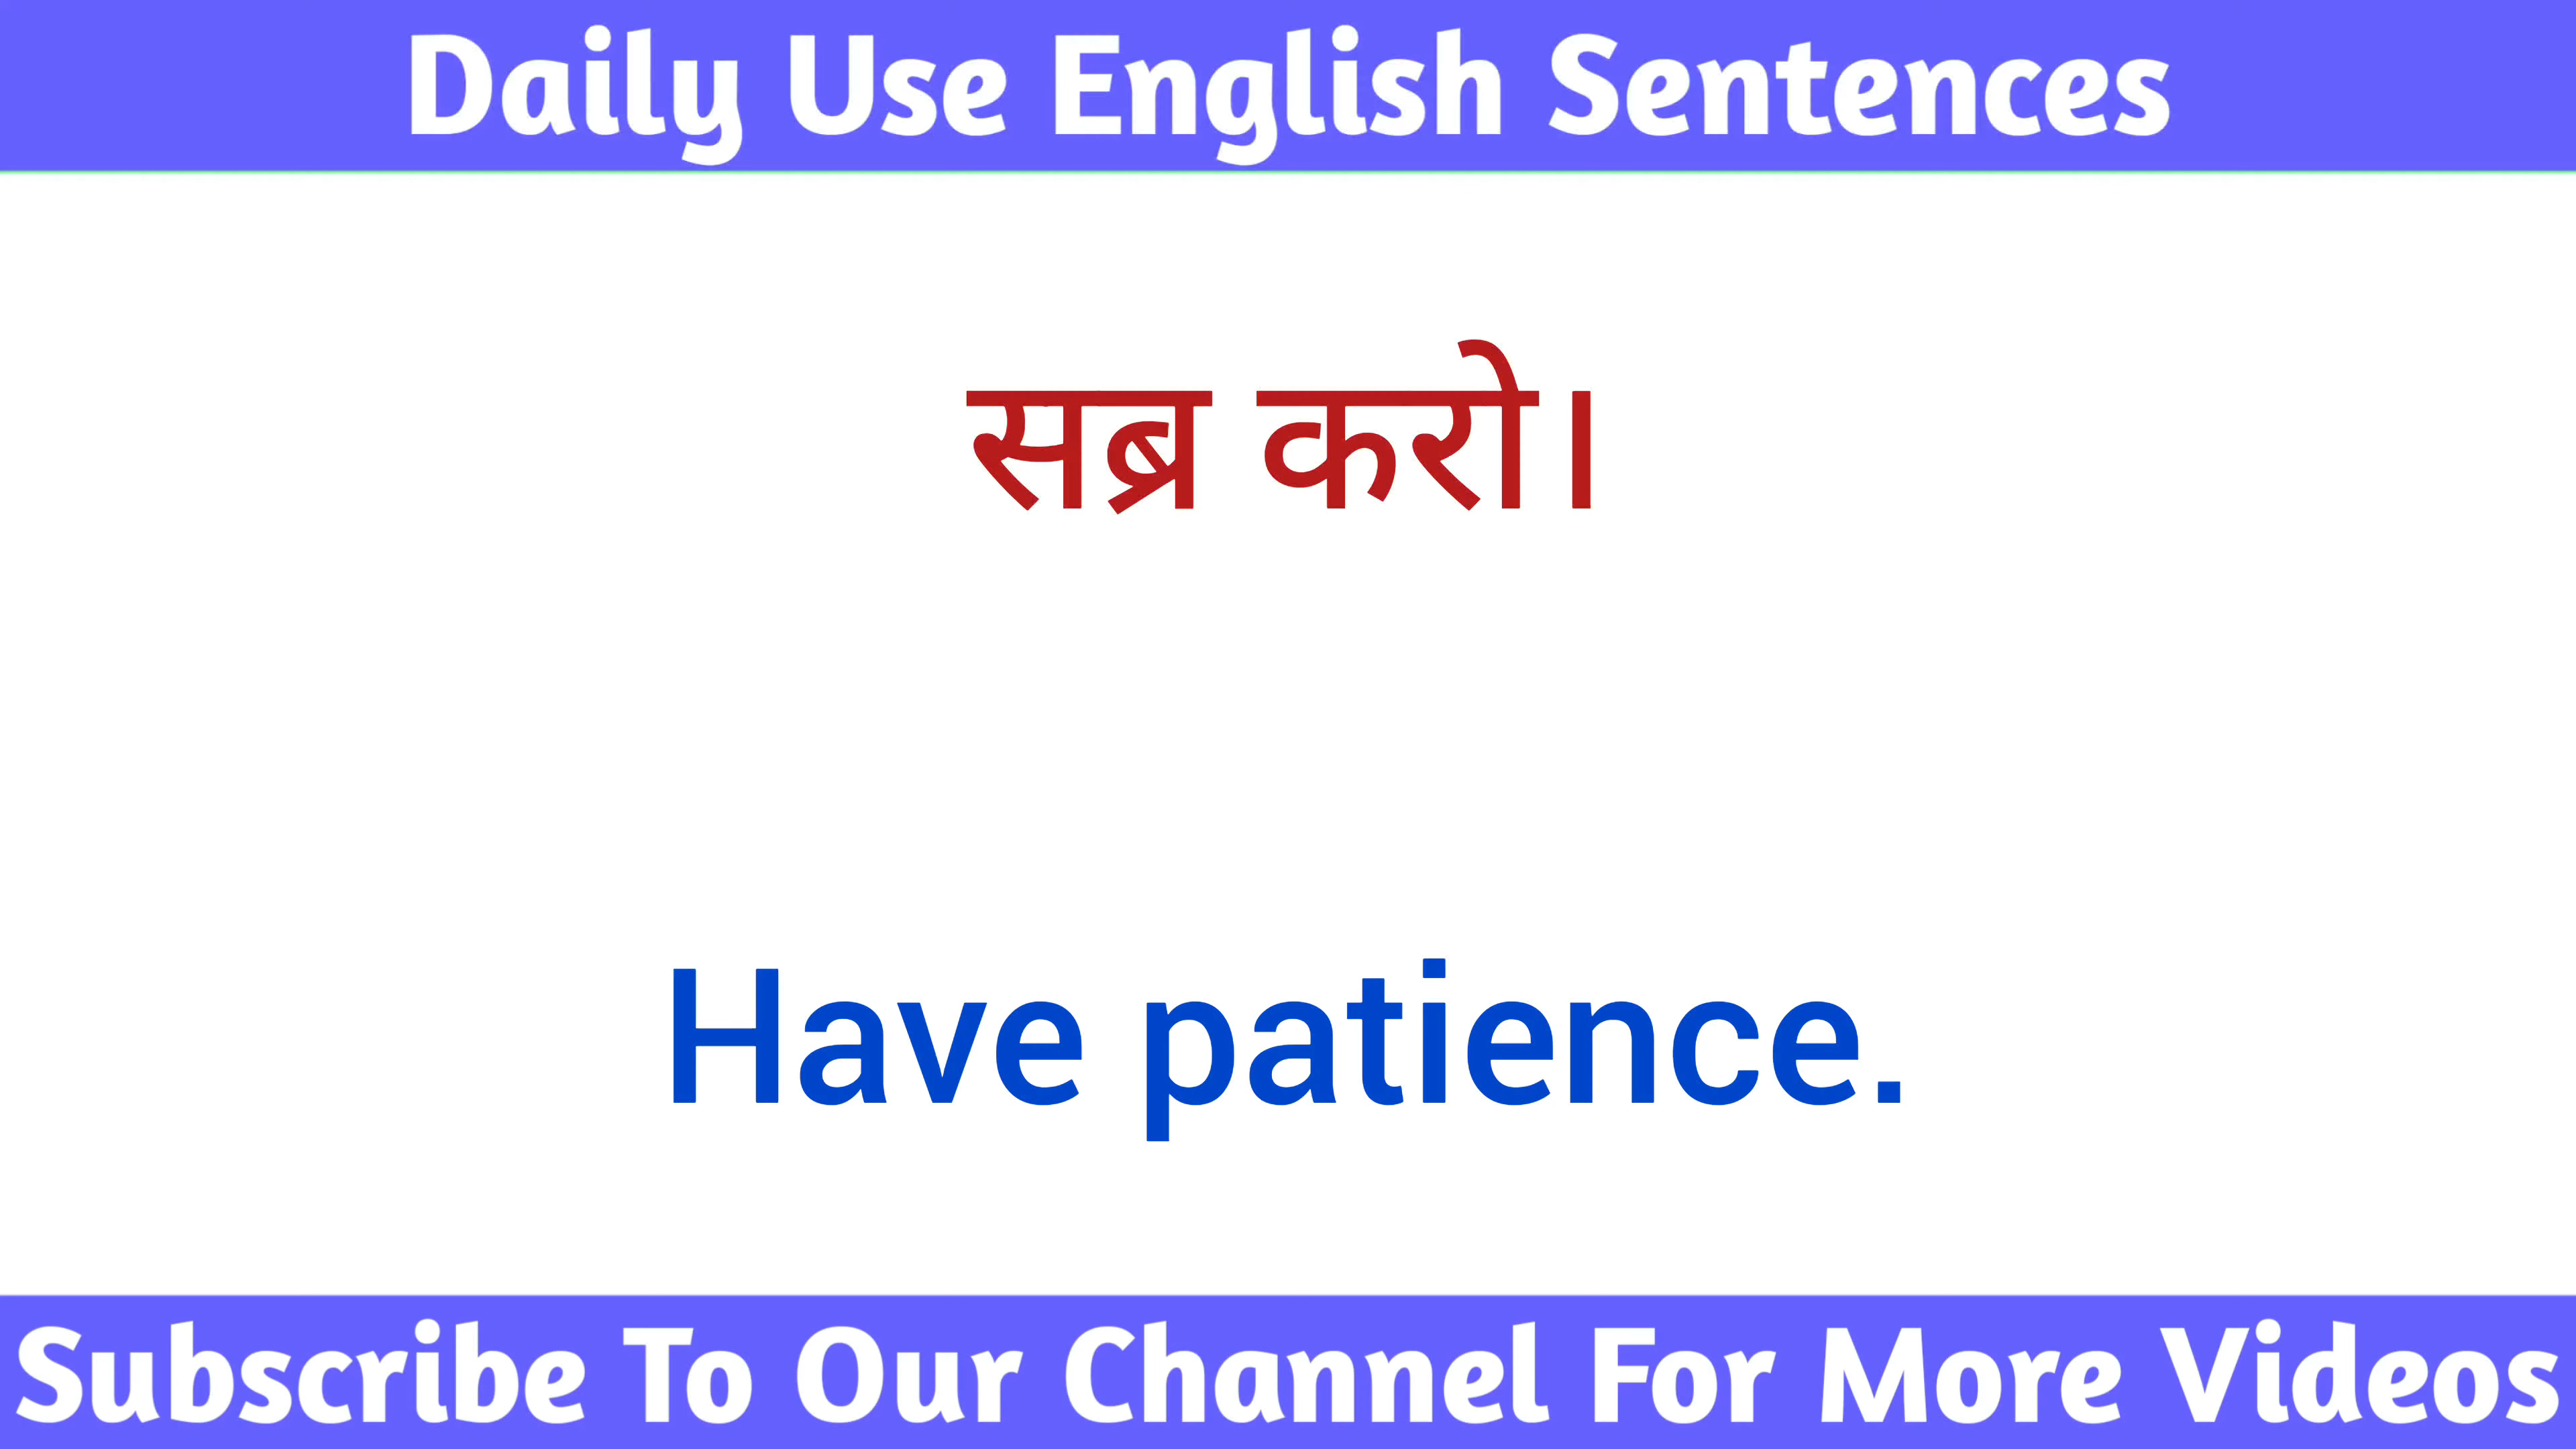 Daily Use English Sentences
सब्र करो।
Have patience.
Subscribe To Our Channel For More Videos